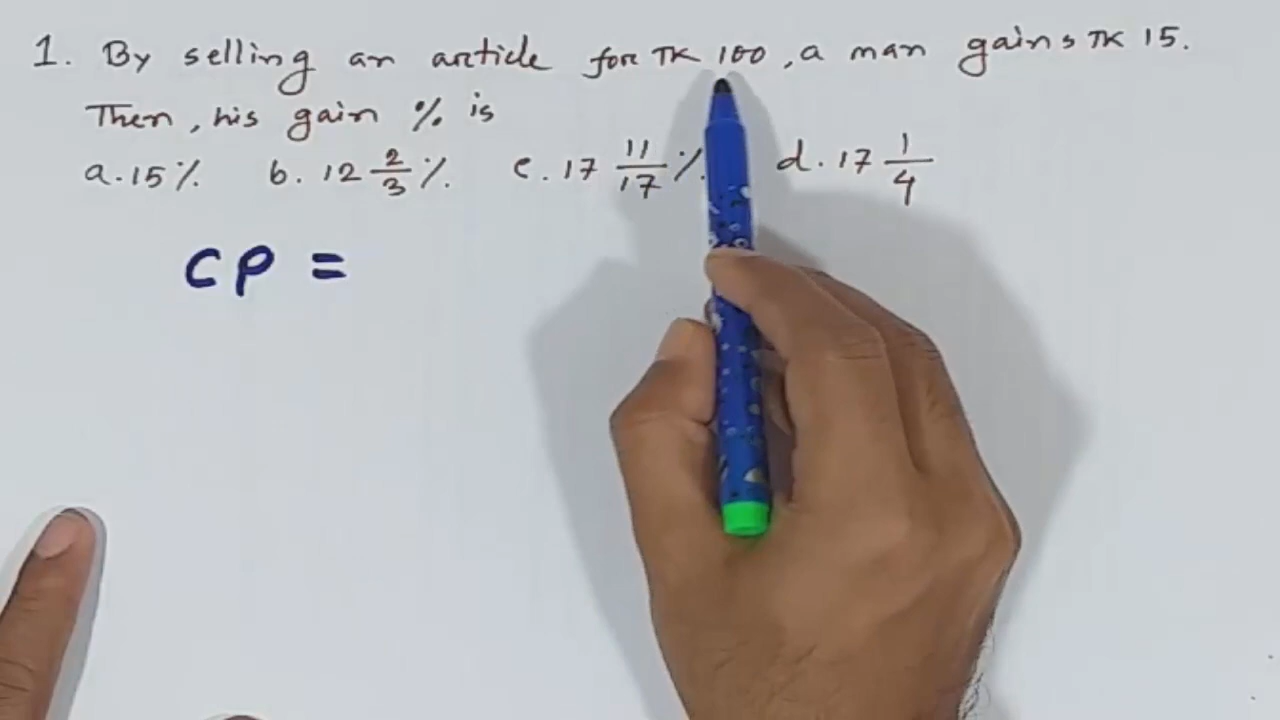 1. By selling an article for TK 100, a man gains TK 15.
Then, his gain % is
a. 15%. b. 12 2/3 %. c. 17 11/17 %. d. 17 1/4
CP =